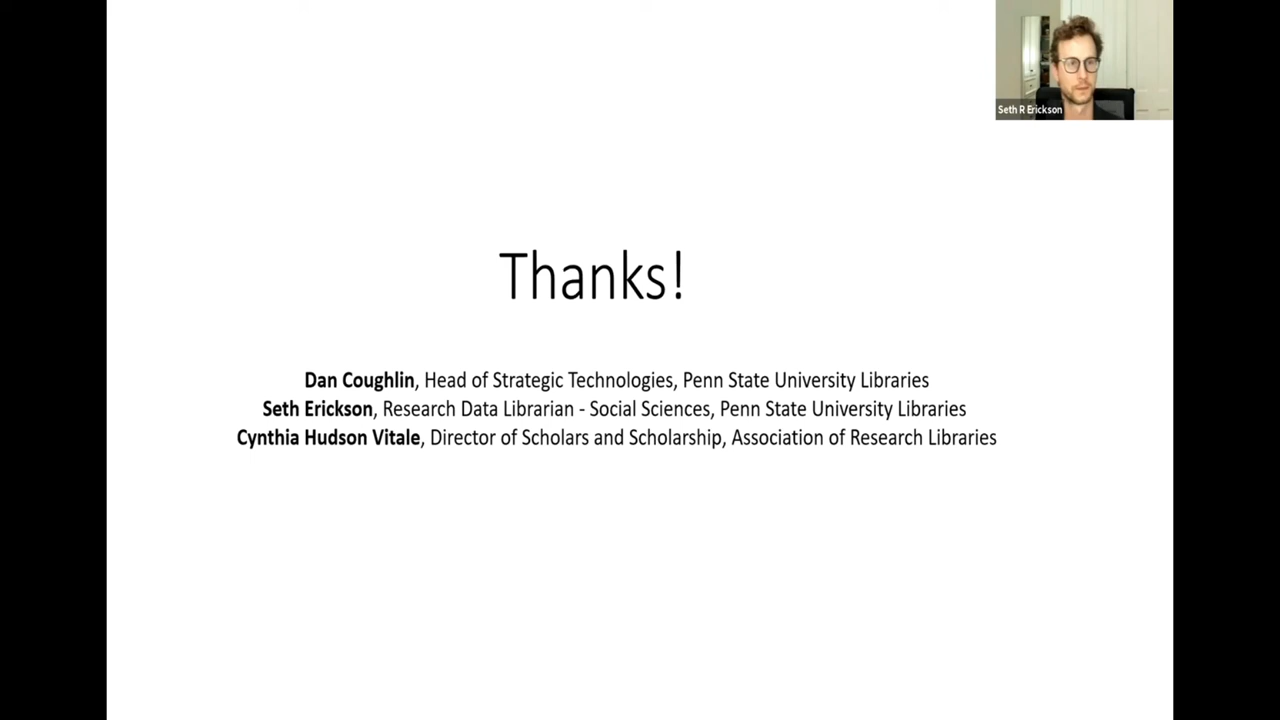 Seth R Erickson
Thanks!
Dan Coughlin, Head of Strategic Technologies, Penn State University Libraries
Seth Erickson, Research Data Librarian - Social Sciences, Penn State University Libraries
Cynthia Hudson Vitale, Director of Scholars and Scholarship, Association of Research Libraries